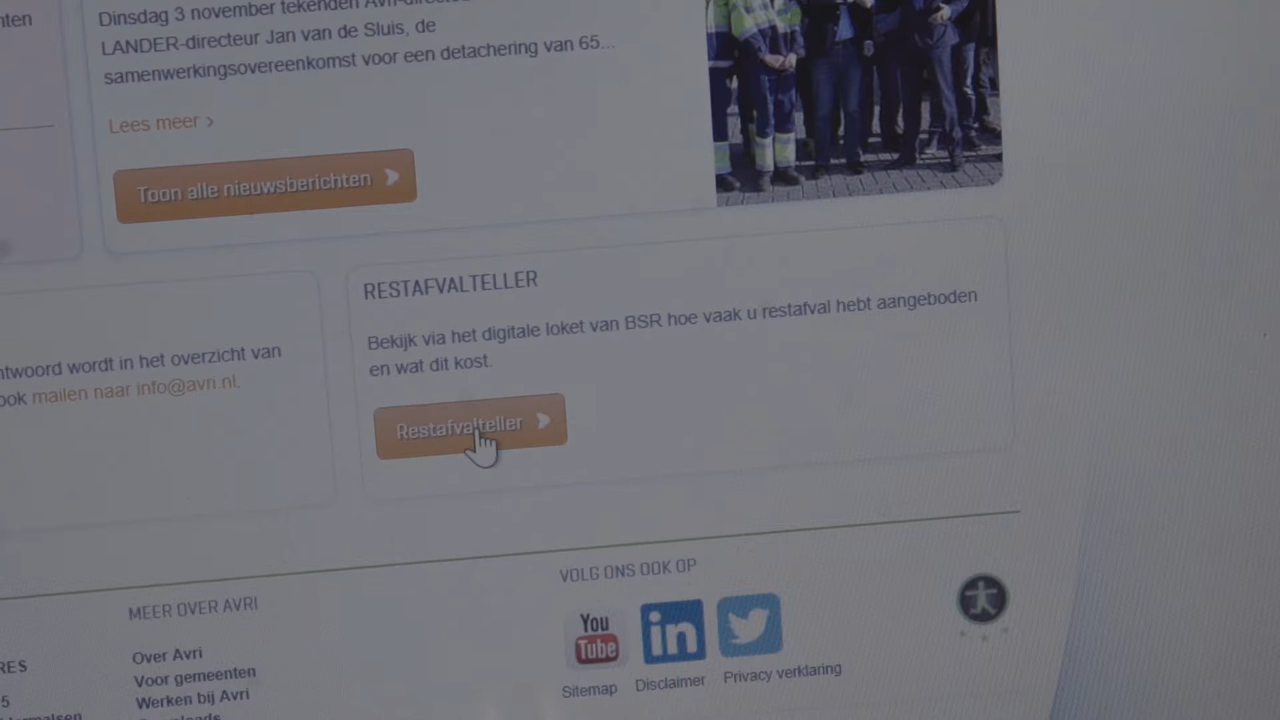 Dinsdag 3 november tekenden
LANDER-directeur Jan van de Sluis, de
samenwerkingsovereenkomst voor een detachering van 65...
Lees meer >
Toon alle nieuwsberichten
RESTAFVALTELLER
Bekijk via het digitale loket van BSR hoe vaak u restafval hebt aangeboden
en wat dit kost.
Restafvalteller
wordt in het overzicht van
mailen naar info@avri.nl.
VOLG ONS OOK OP
You
Tube
in
Sitemap
Disclaimer
Privacy verklaring
MEER OVER AVRI
Over Avri
Voor gemeenten
Werken bij Avri